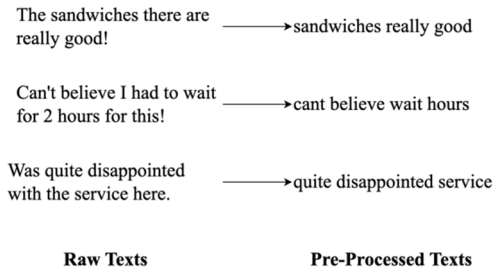 The sandwiches there are
really good!
sandwiches really good
Can't believe I had to wait
for 2 hours for this!
cant believe wait hours
Was quite disappointed
with the service here.
quite disappointed service
Raw Texts
Pre-Processed Texts